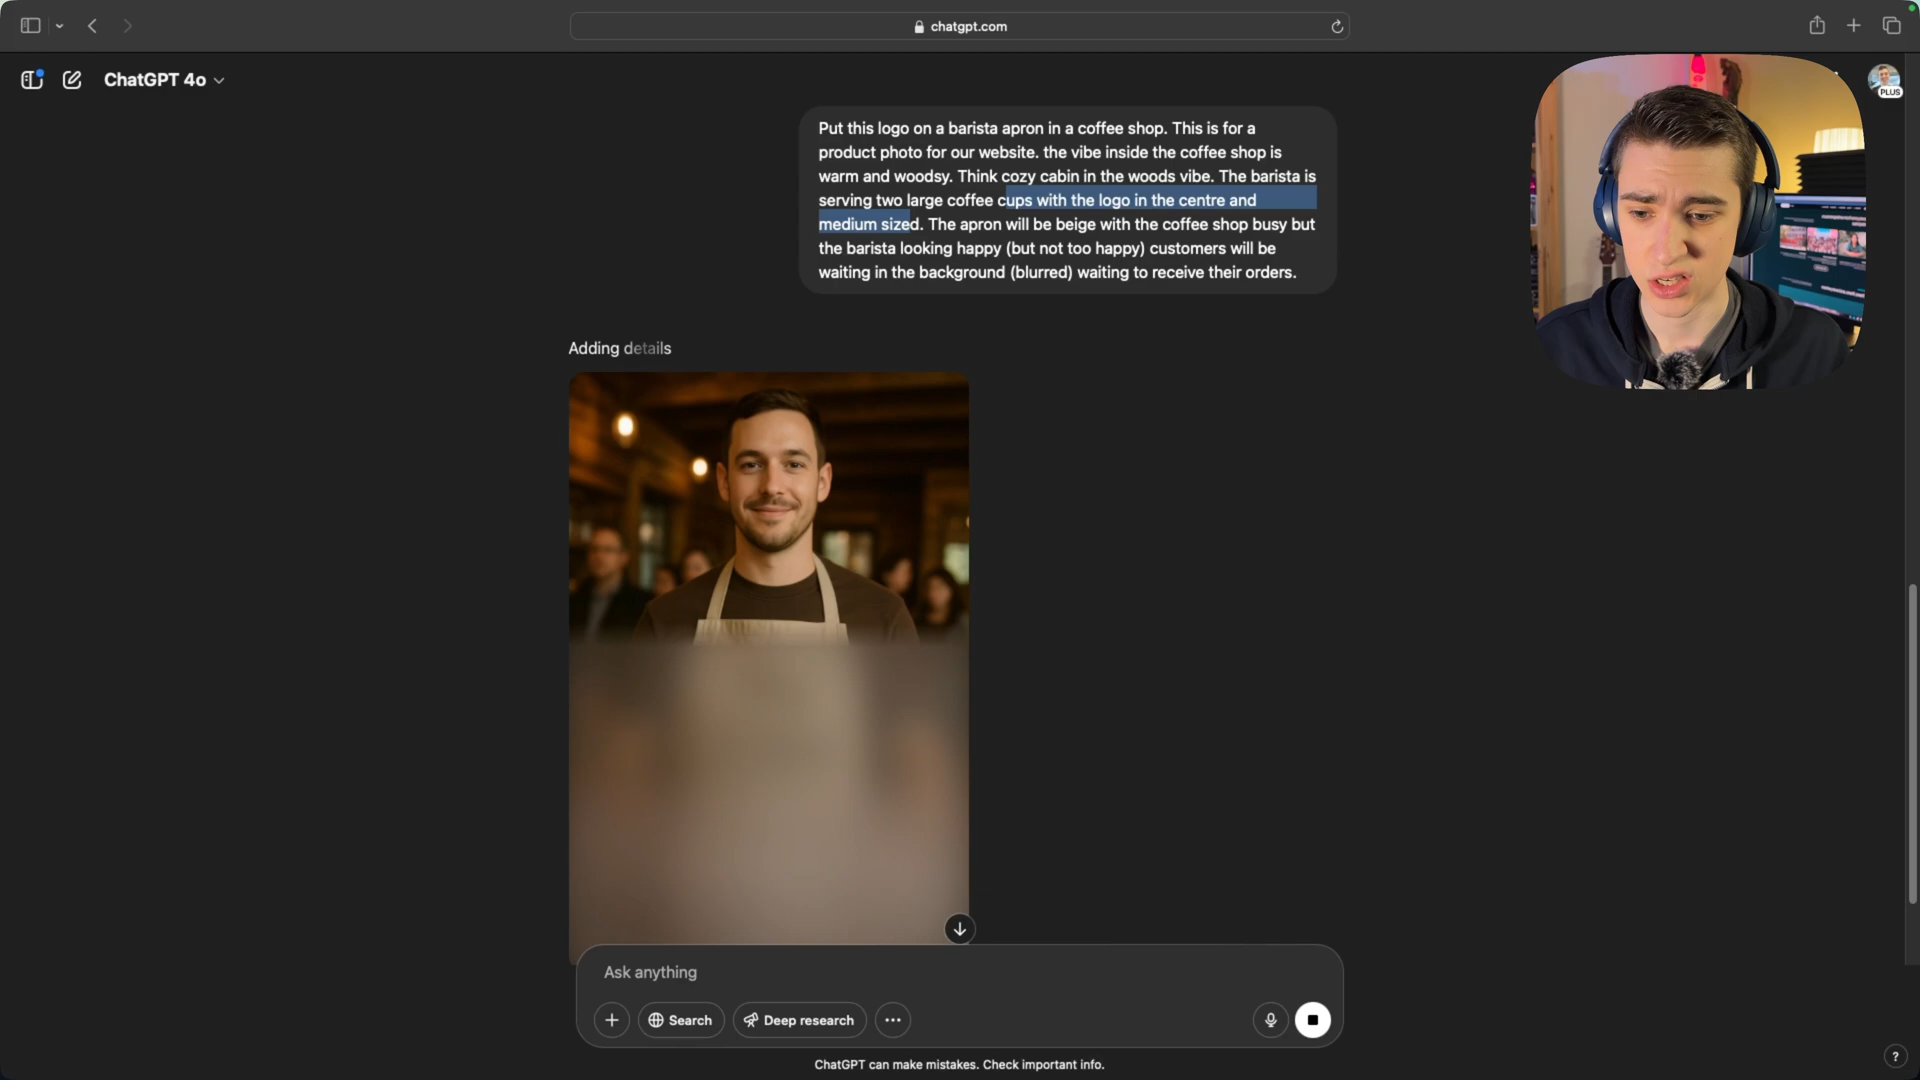 chatgpt.com
ChatGPT 4o
PLUS
Put this logo on a barista apron in a coffee shop. This is for a
product photo for our website. the vibe inside the coffee shop is
warm and woodsy. Think cozy cabin in the woods vibe. The barista is
serving two large coffee cups with the logo in the centre and
medium sized. The apron will be beige with the coffee shop busy but
the barista looking happy (but not too happy) customers will be
waiting in the background (blurred) waiting to receive their orders.
Adding details
Ask anything
Search
Deep research
ChatGPT can make mistakes. Check important info.
?